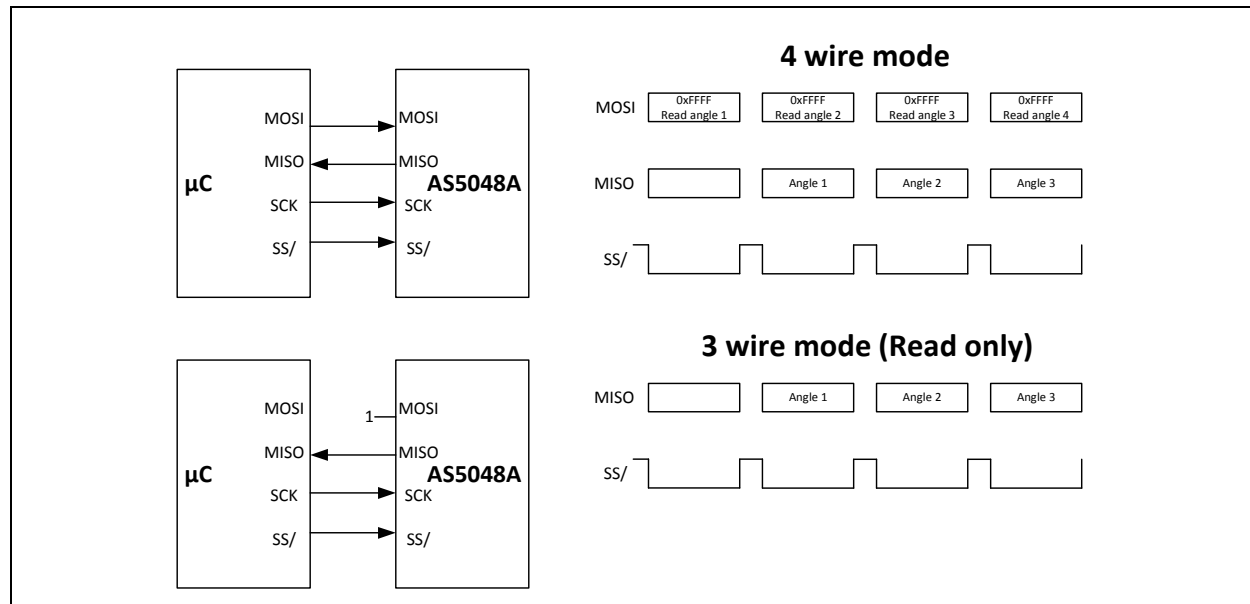 4 wire mode
MOSI
MOSI
MISO
MISO
µC
AS5048A
SCK
SCK
SS/
SS/
MOSI
0xFFFF
Read angle 1
0xFFFF
Read angle 2
0xFFFF
Read angle 3
0xFFFF
Read angle 4
MISO
Angle 1
Angle 2
Angle 3
SS/
3 wire mode (Read only)
MOSI
1
MOSI
MISO
MISO
µC
AS5048A
SCK
SCK
SS/
SS/
MISO
Angle 1
Angle 2
Angle 3
SS/